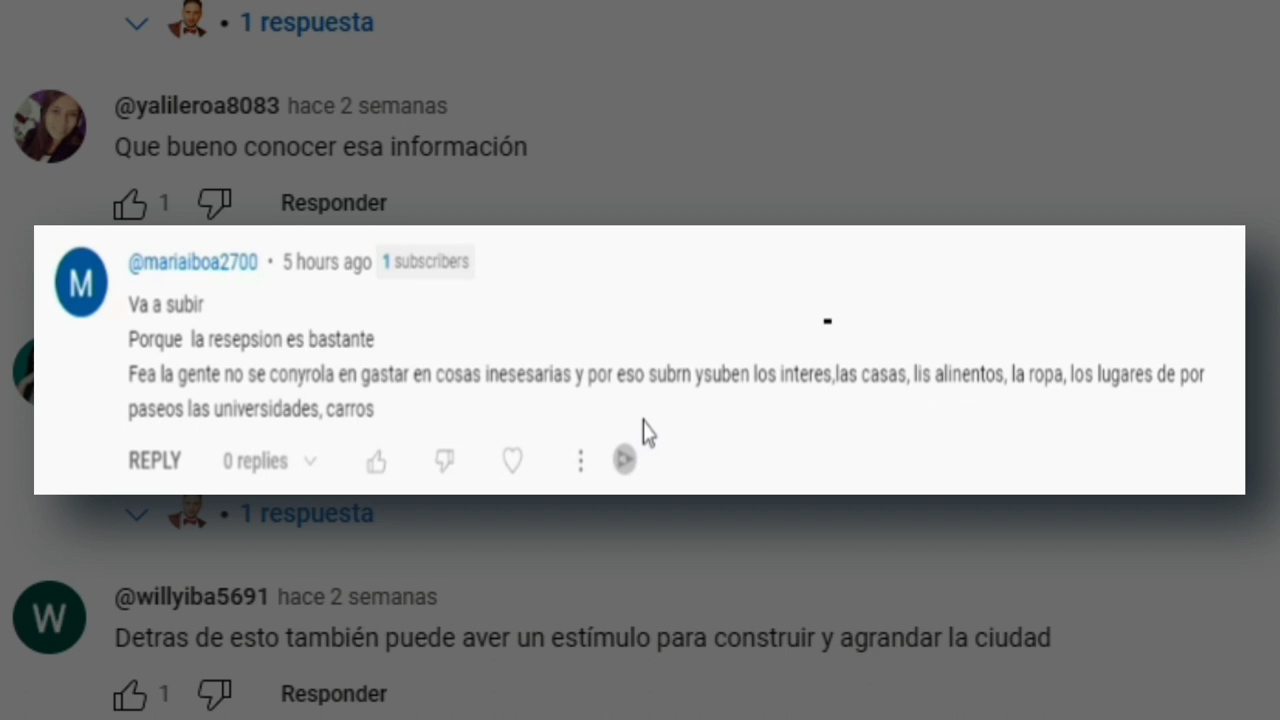 • 1 respuesta
@yalileroa8083 hace 2 semanas
Que bueno conocer esa información
1 Responder
M
@mariaiboa2700 • 5 hours ago 1 subscribers
Va a subir
Porque la resepsion es bastante
Fea la gente no se conyrola en gastar en cosas inesesarias y por eso subrn ysuben los interes,las casas, lis alinentos, la ropa, los lugares de por
paseos las universidades, carros
REPLY 0 replies
• 1 respuesta
W
@willyiba5691 hace 2 semanas
Detras de esto también puede aver un estímulo para construir y agrandar la ciudad
1 Responder